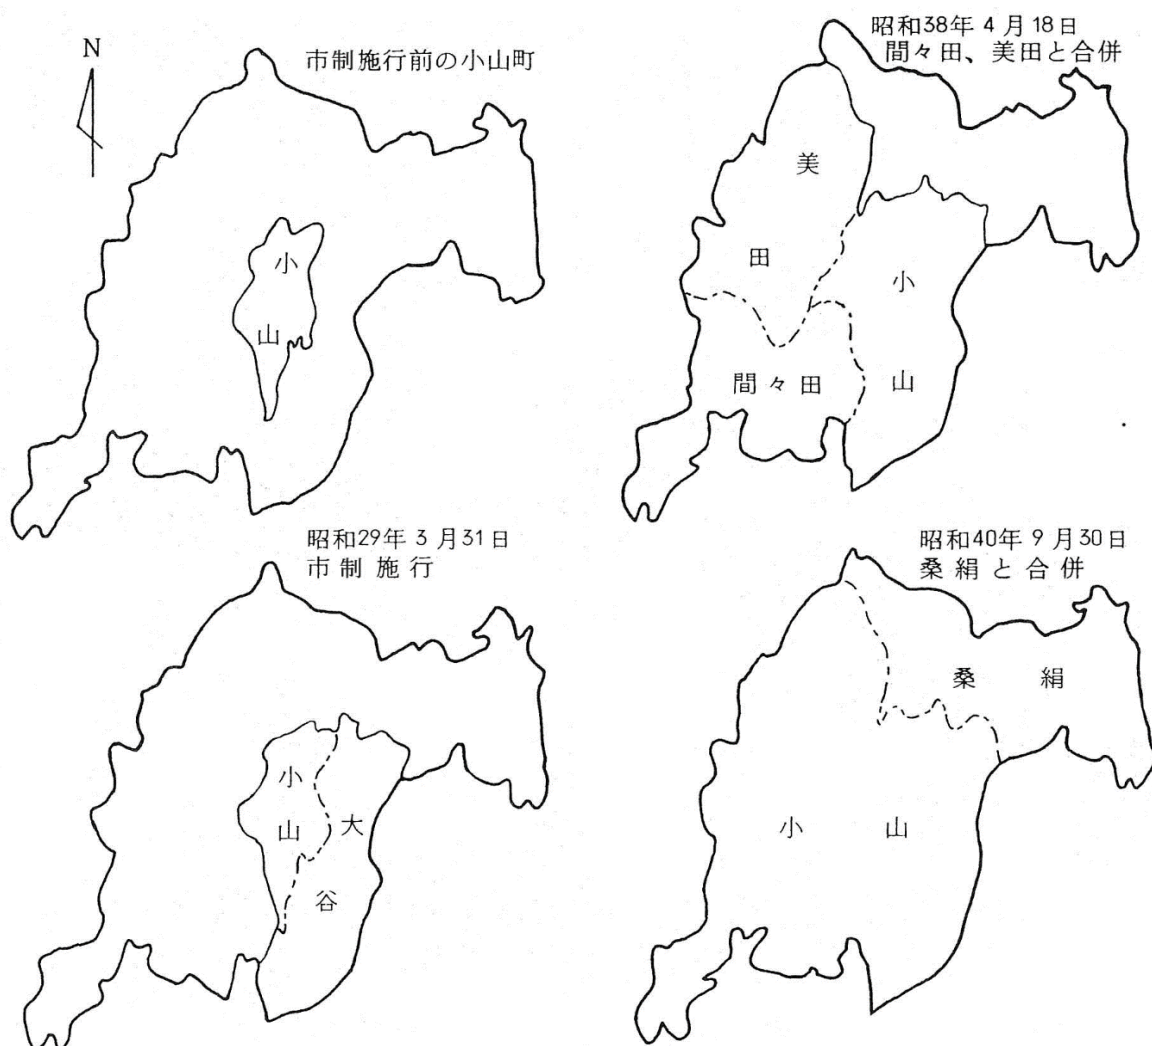 N
市制施行前の小山町
小
山
昭和38年4月18日
間々田、美田と合併
美
田
小
山
間々田
昭和29年3月31日
市制施行
小
山
大
谷
昭和40年9月30日
桑絹と合併
桑絹
小山